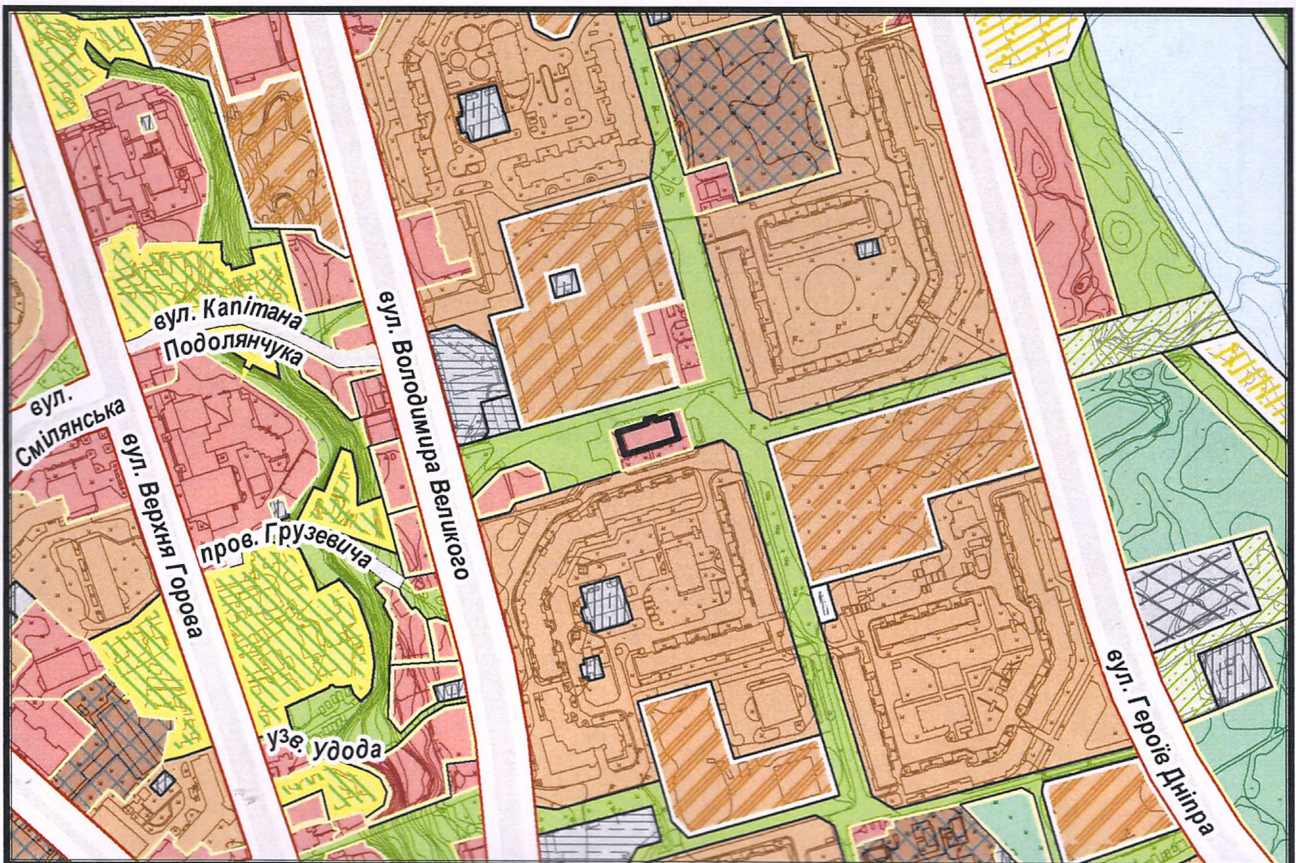 вул. Капітана
Подолянчука
вул. Володимира Великого
вул.
Смілянська
вул. Верхня Горова
пров. Грузевича
узв. Удода
вул. Героїв Дніпра